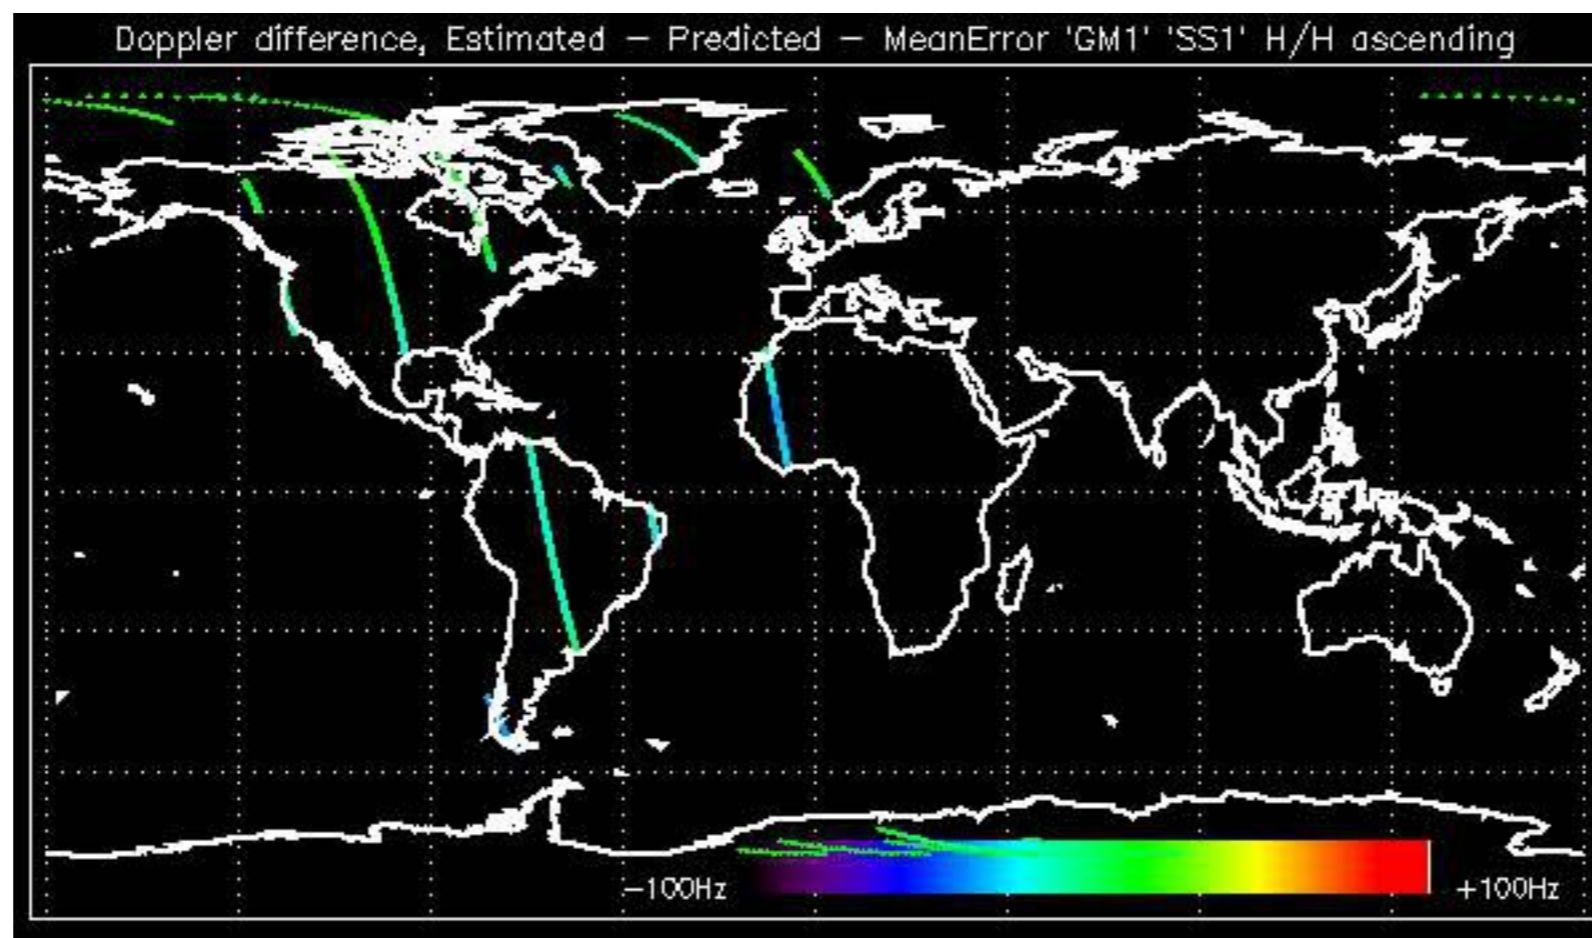 Doppler difference, Estimated – Predicted – MeanError 'GM1' 'SS1' H/H ascending
−100Hz
+100Hz